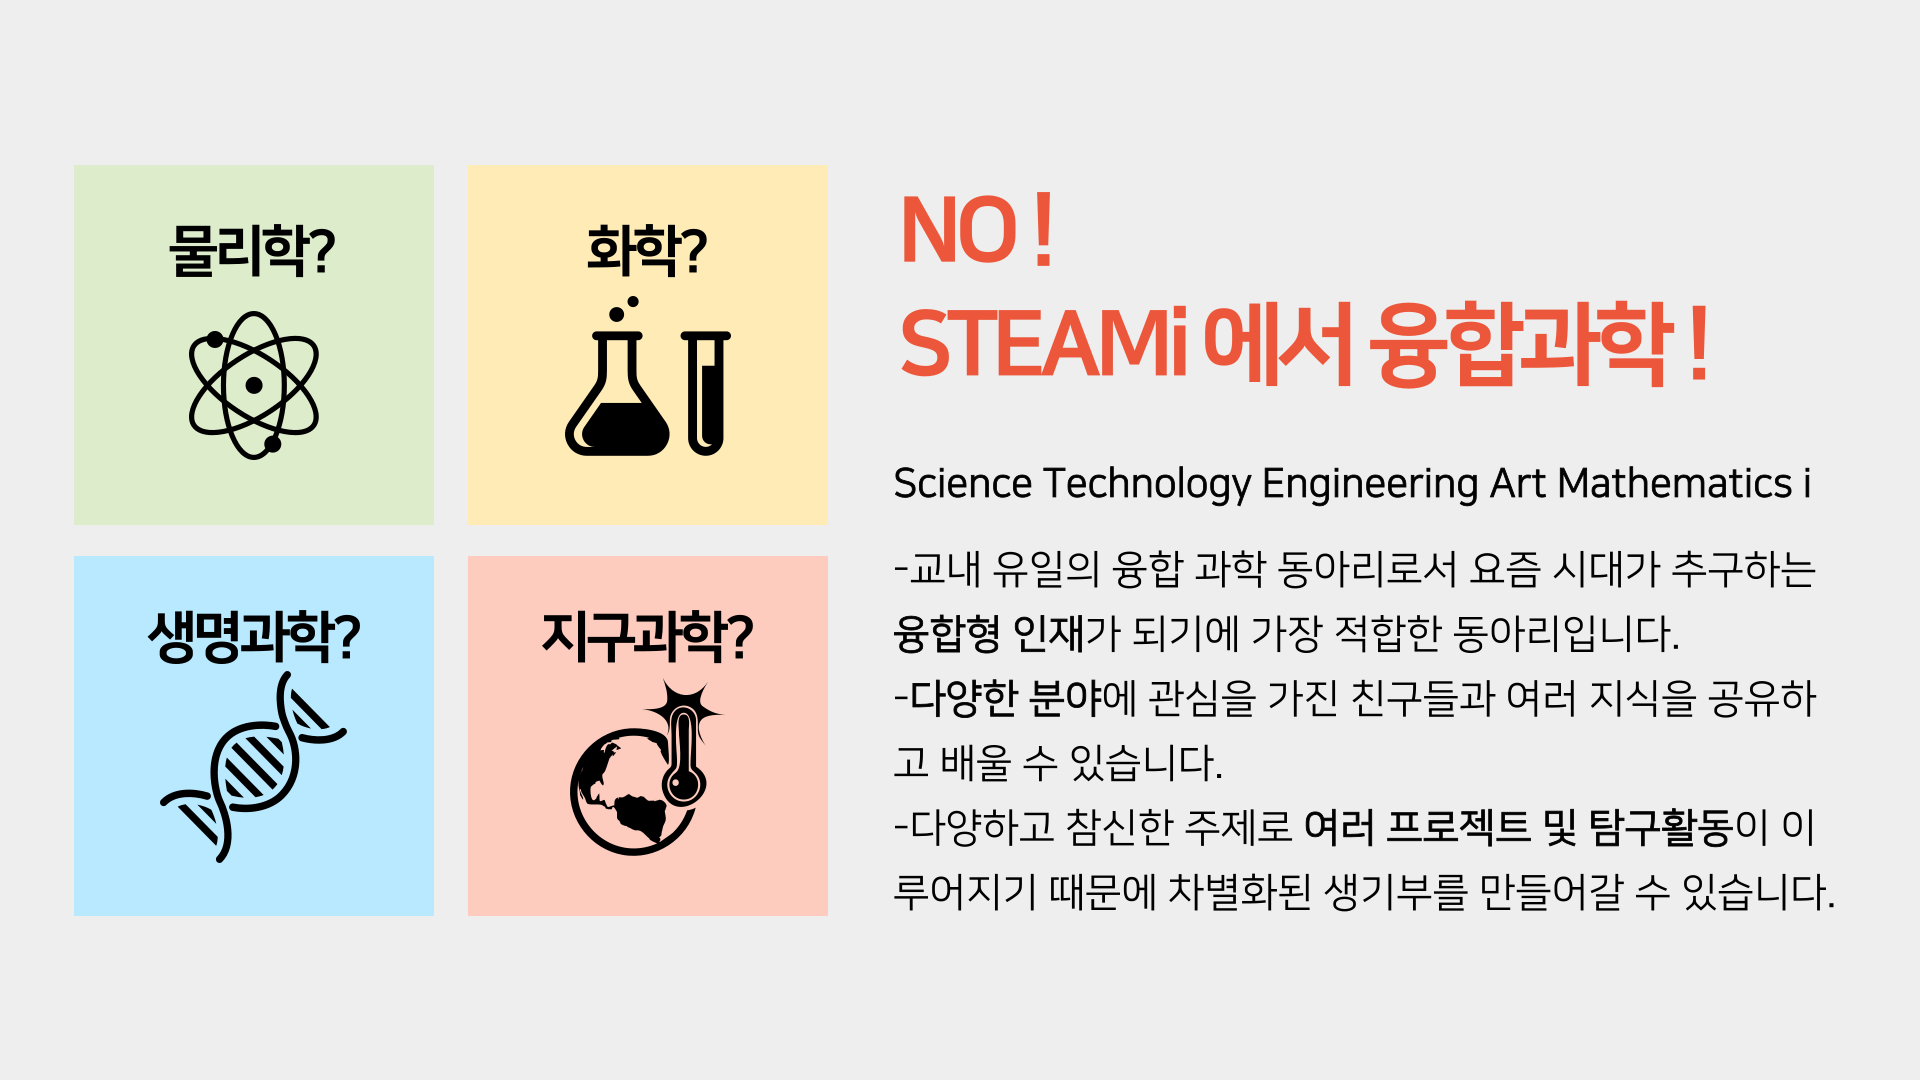 물리학?
화학?
생명과학?
지구과학?
NO !
STEAMi 에서 융합과학 !
Science Technology Engineering Art Mathematics i
-교내 유일의 융합 과학 동아리로서 요즘 시대가 추구하는
융합형 인재가 되기에 가장 적합한 동아리입니다.
-다양한 분야에 관심을 가진 친구들과 여러 지식을 공유하
고 배울 수 있습니다.
-다양하고 참신한 주제로 여러 프로젝트 및 탐구활동이 이
루어지기 때문에 차별화된 생기부를 만들어갈 수 있습니다.